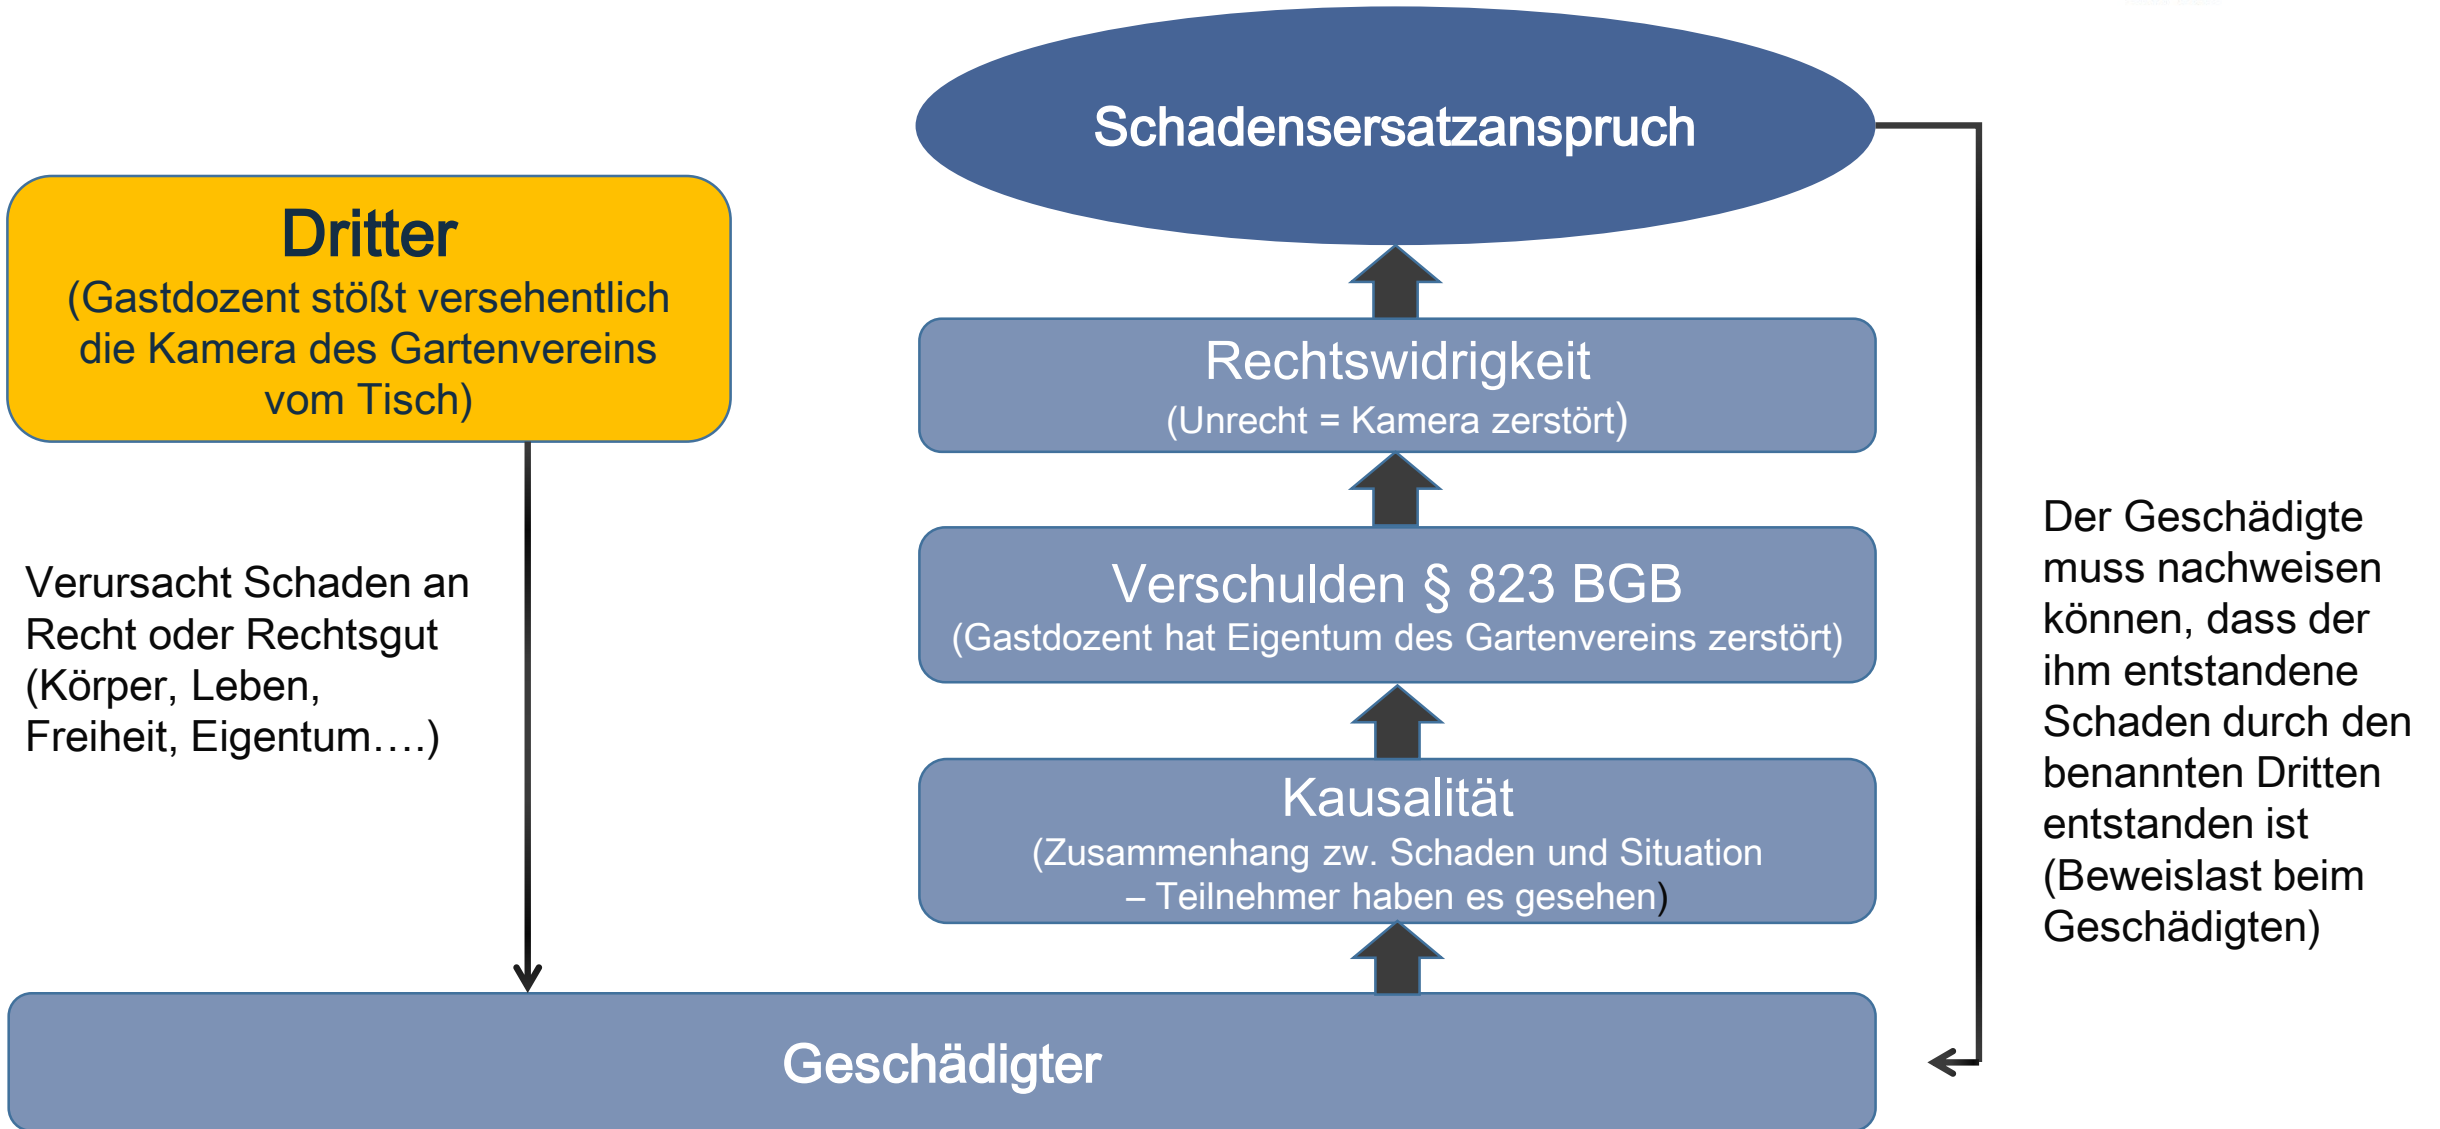 Schadensersatzanspruch
Dritter
(Gastdozent stößt versehentlich
die Kamera des Gartenvereins
vom Tisch)
Rechtswidrigkeit
(Unrecht = Kamera zerstört)
Verschulden § 823 BGB
(Gastdozent hat Eigentum des Gartenvereins zerstört)
Verursacht Schaden an
Recht oder Rechtsgut
(Körper, Leben,
Freiheit, Eigentum….)
Kausalität
(Zusammenhang zw. Schaden und Situation
– Teilnehmer haben es gesehen)
Der Geschädigte
muss nachweisen
können, dass der
ihm entstandene
Schaden durch den
benannten Dritten
entstanden ist
(Beweislast beim
Geschädigten)
Geschädigter